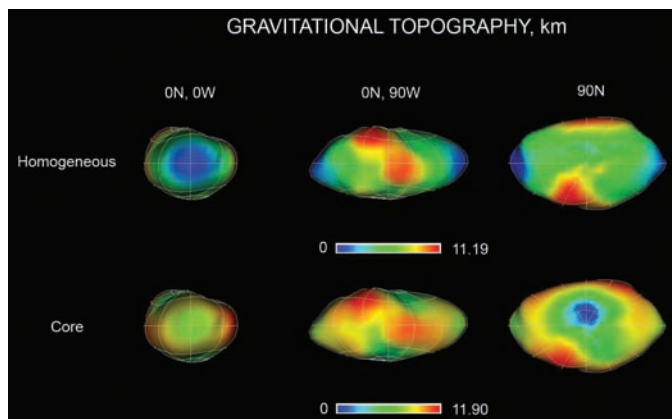 GRAVITATIONAL TOPOGRAPHY, km
0N, 0W 0N, 90W 90N
Homogeneous
0 11.19
Core
0 11.90